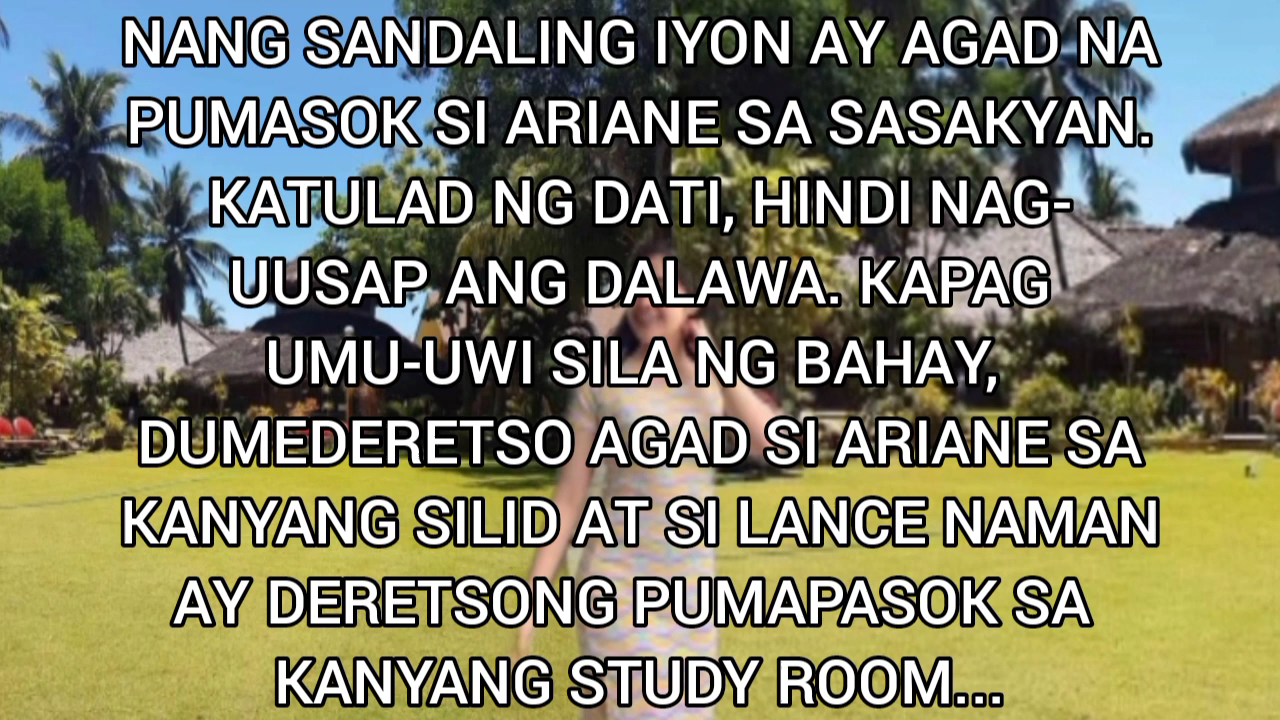 NANG SANDALING IYON AY AGAD NA
PUMASOK SI ARIANE SA SASAKYAN.
KATULAD NG DATI, HINDI NAG-
UUSAP ANG DALAWA. KAPAG
UMU-UWI SILA NG BAHAY,
DUMEDERETSO AGAD SI ARIANE SA
KANYANG SILID AT SI LANCE NAMAN
AY DERETSONG PUMAPASOK SA
KANYANG STUDY ROOM...